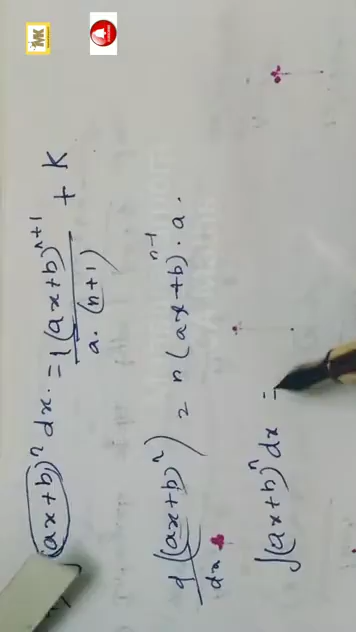 (ax+b)^n dx. = 1 (ax+b)^{n+1} / a. (n+1) + K
d/dx ((ax+b)^n) = n(ax+b)^{n-1} . a.
∫(ax+b)^n dx =